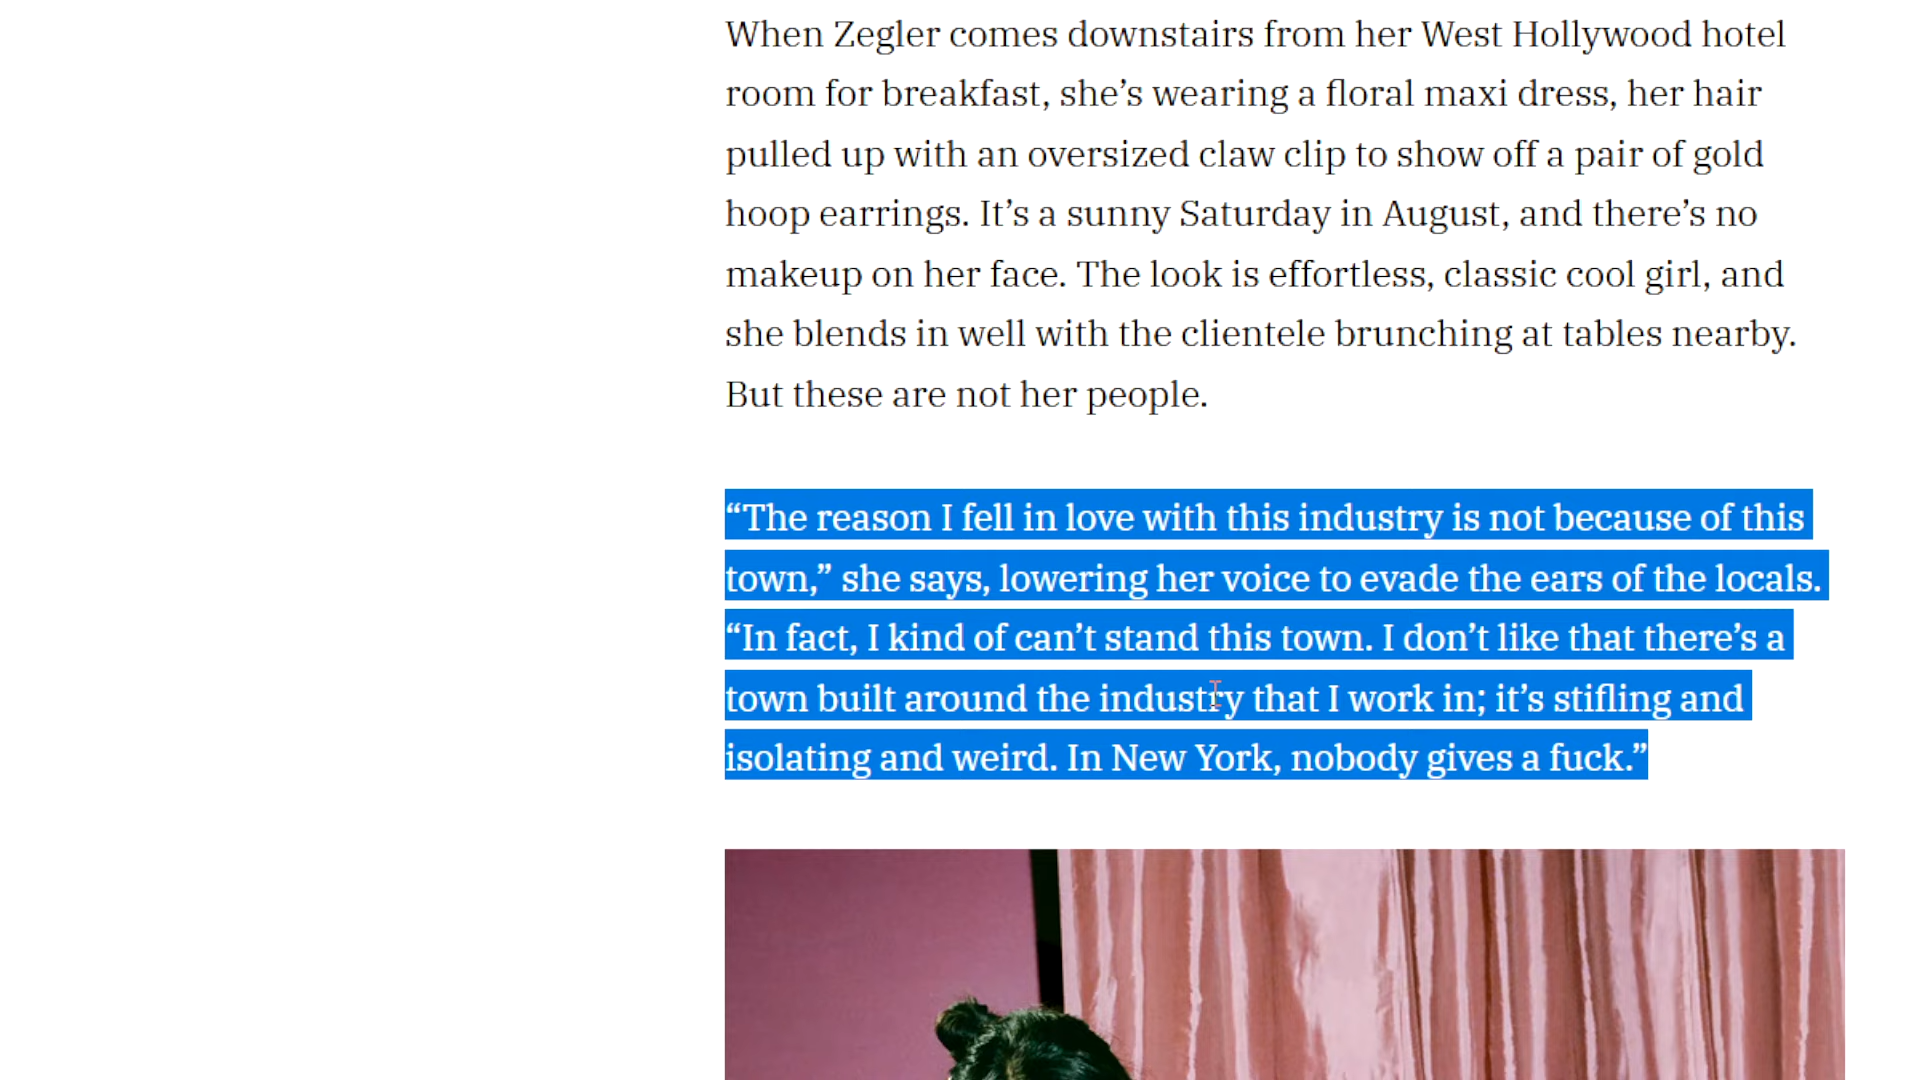 When Zegler comes downstairs from her West Hollywood hotel
room for breakfast, she’s wearing a floral maxi dress, her hair
pulled up with an oversized claw clip to show off a pair of gold
hoop earrings. It’s a sunny Saturday in August, and there’s no
makeup on her face. The look is effortless, classic cool girl, and
she blends in well with the clientele brunching at tables nearby.
But these are not her people.
“The reason I fell in love with this industry is not because of this
town,” she says, lowering her voice to evade the ears of the locals.
“In fact, I kind of can’t stand this town. I don’t like that there’s a
town built around the industry that I work in; it’s stifling and
isolating and weird. In New York, nobody gives a fuck.”